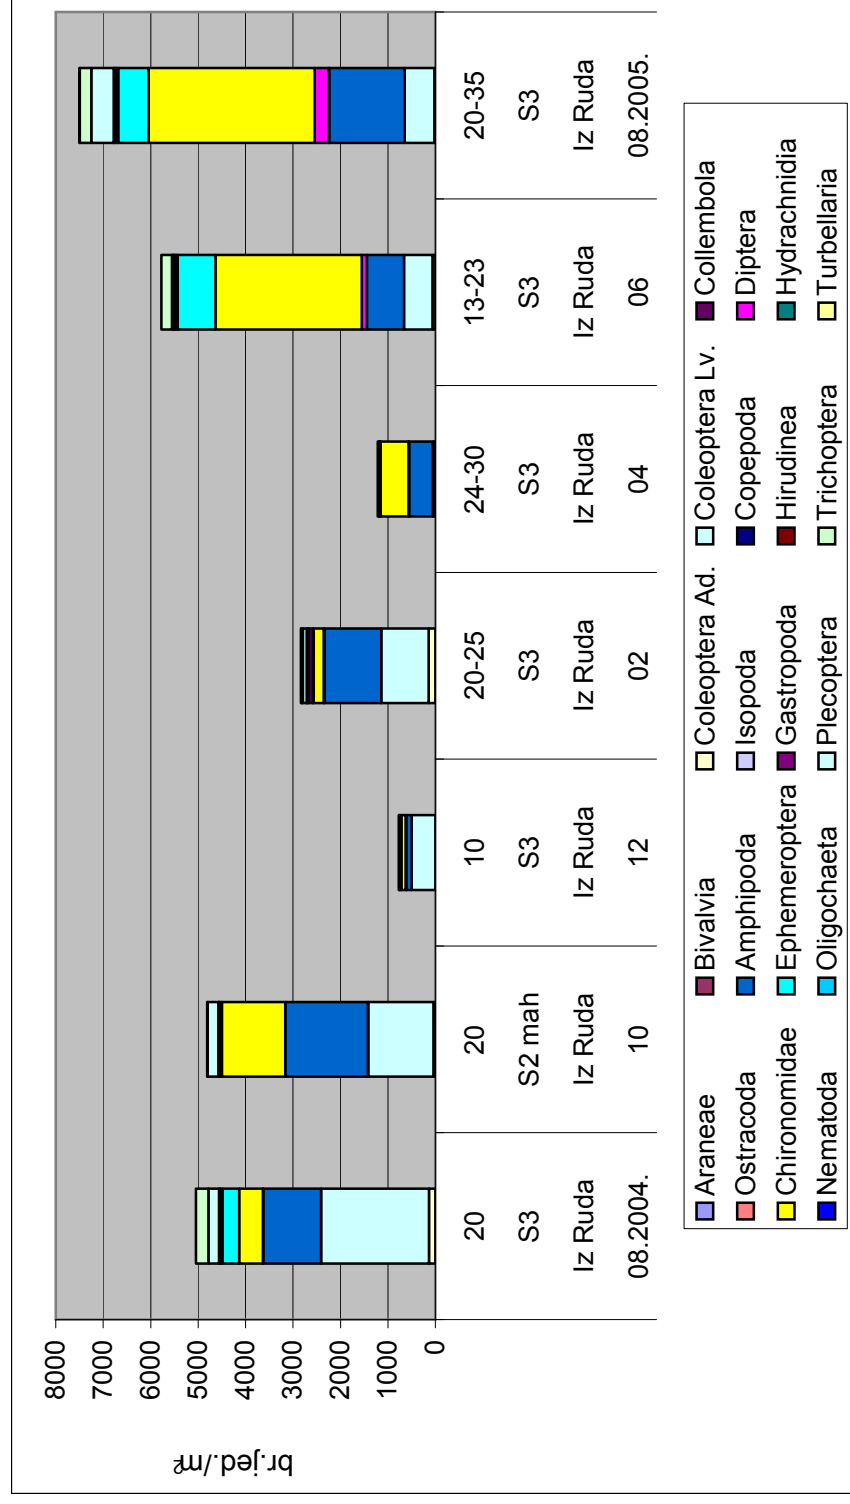 br.jed./m²
8000
7000
6000
5000
4000
3000
2000
1000
0
20 20 10 20-25 24-30 13-23 20-35
S3 S2 mah S3 S3 S3 S3 S3
Iz Ruda Iz Ruda Iz Ruda Iz Ruda Iz Ruda Iz Ruda Iz Ruda
08.2004. 10 12 02 04 06 08.2005.
Araneae Bivalvia Coleoptera Ad. Coleoptera Lv. Collembola
Ostracoda Amphipoda Isopoda Copepoda Diptera
Chironomidae Ephemeroptera Gastropoda Hirudinea Hydrachnidia
Nematoda Oligochaeta Plecoptera Trichoptera Turbellaria